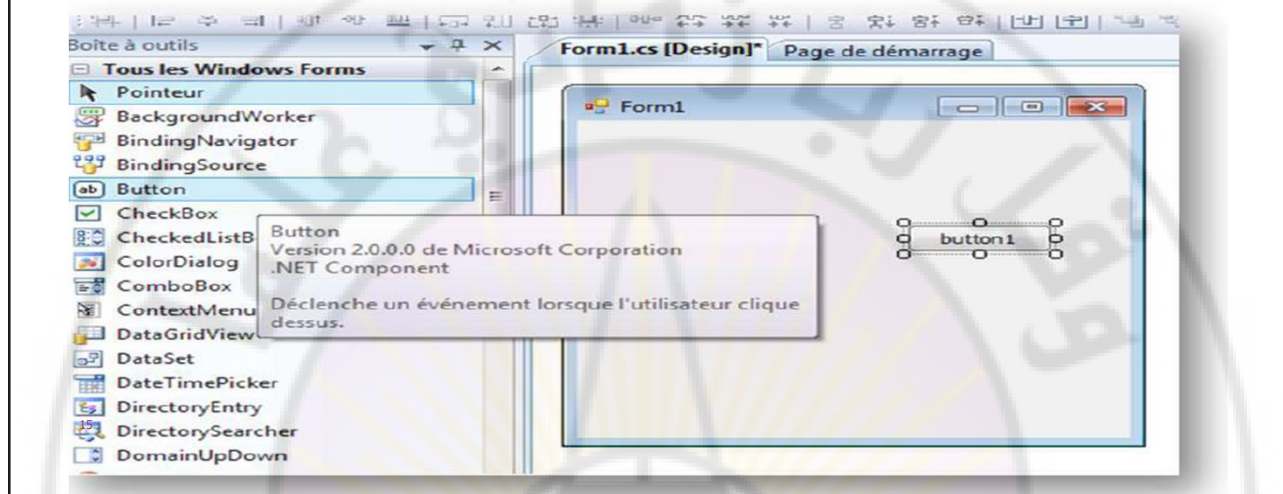 Boîte à outils
Form1.cs [Design]* Page de démarrage
Tous les Windows Forms
Pointeur
BackgroundWorker
BindingNavigator
BindingSource
ab Button
CheckBox
CheckedListB
ColorDialog
ComboBox
ContextMenu
DataGridView
DataSet
DateTimePicker
DirectoryEntry
15
DirectorySearcher
DomainUpDown
Button
Version 2.0.0.0 de Microsoft Corporation
.NET Component
Déclenche un événement lorsque l'utilisateur clique
dessus.
Form1
button1